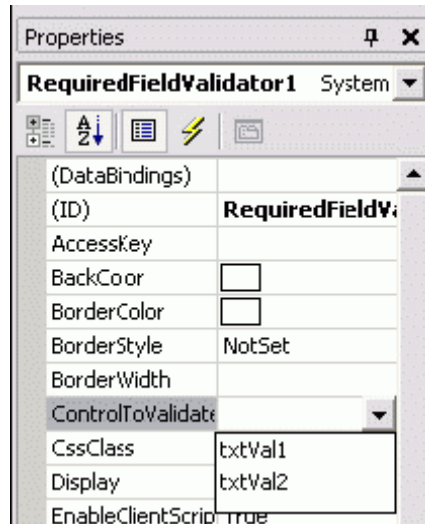 Properties
RequiredFieldValidator1 System
(DataBindings)
(ID) RequiredFieldVa
AccessKey
BackCoor
BorderColor
BorderStyle NotSet
BorderWidth
ControlToValidate
CssClass txtVal1
Display txtVal2
EnableClientScrip True